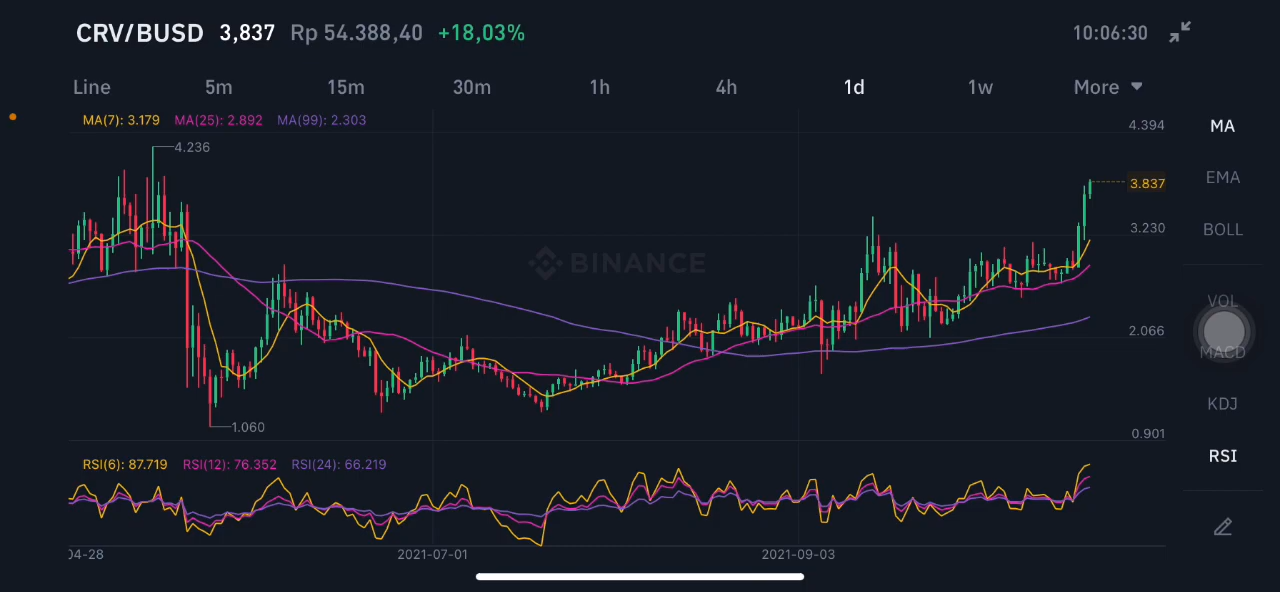 CRV/BUSD 3,837 Rp 54.388,40 +18,03% 10:06:30
Line 5m 15m 30m 1h 4h 1d 1w More
MA(7): 3.179 MA(25): 2.892 MA(99): 2.303
4.394
MA
4.236
EMA
3.837
3.230
BOLL
BINANCE
VOL
2.066
MACD
KDJ
1.060
0.901
RSI
RSI(6): 87.719 RSI(12): 76.352 RSI(24): 66.219
04-28 2021-07-01 2021-09-03